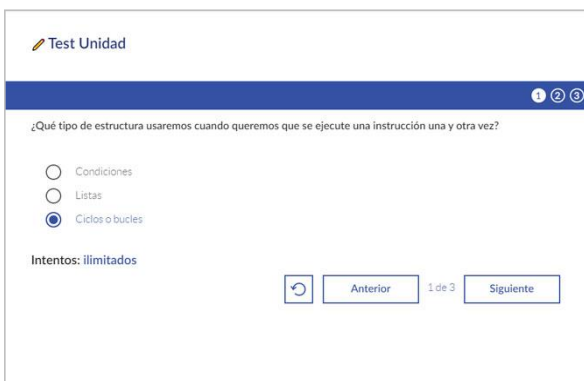 Test Unidad
1 2 3
¿Qué tipo de estructura usaremos cuando queremos que se ejecute una instrucción una y otra vez?
Condiciones
Listas
Ciclos o bucles
Intentos: ilimitados
Anterior 1 de 3 Siguiente